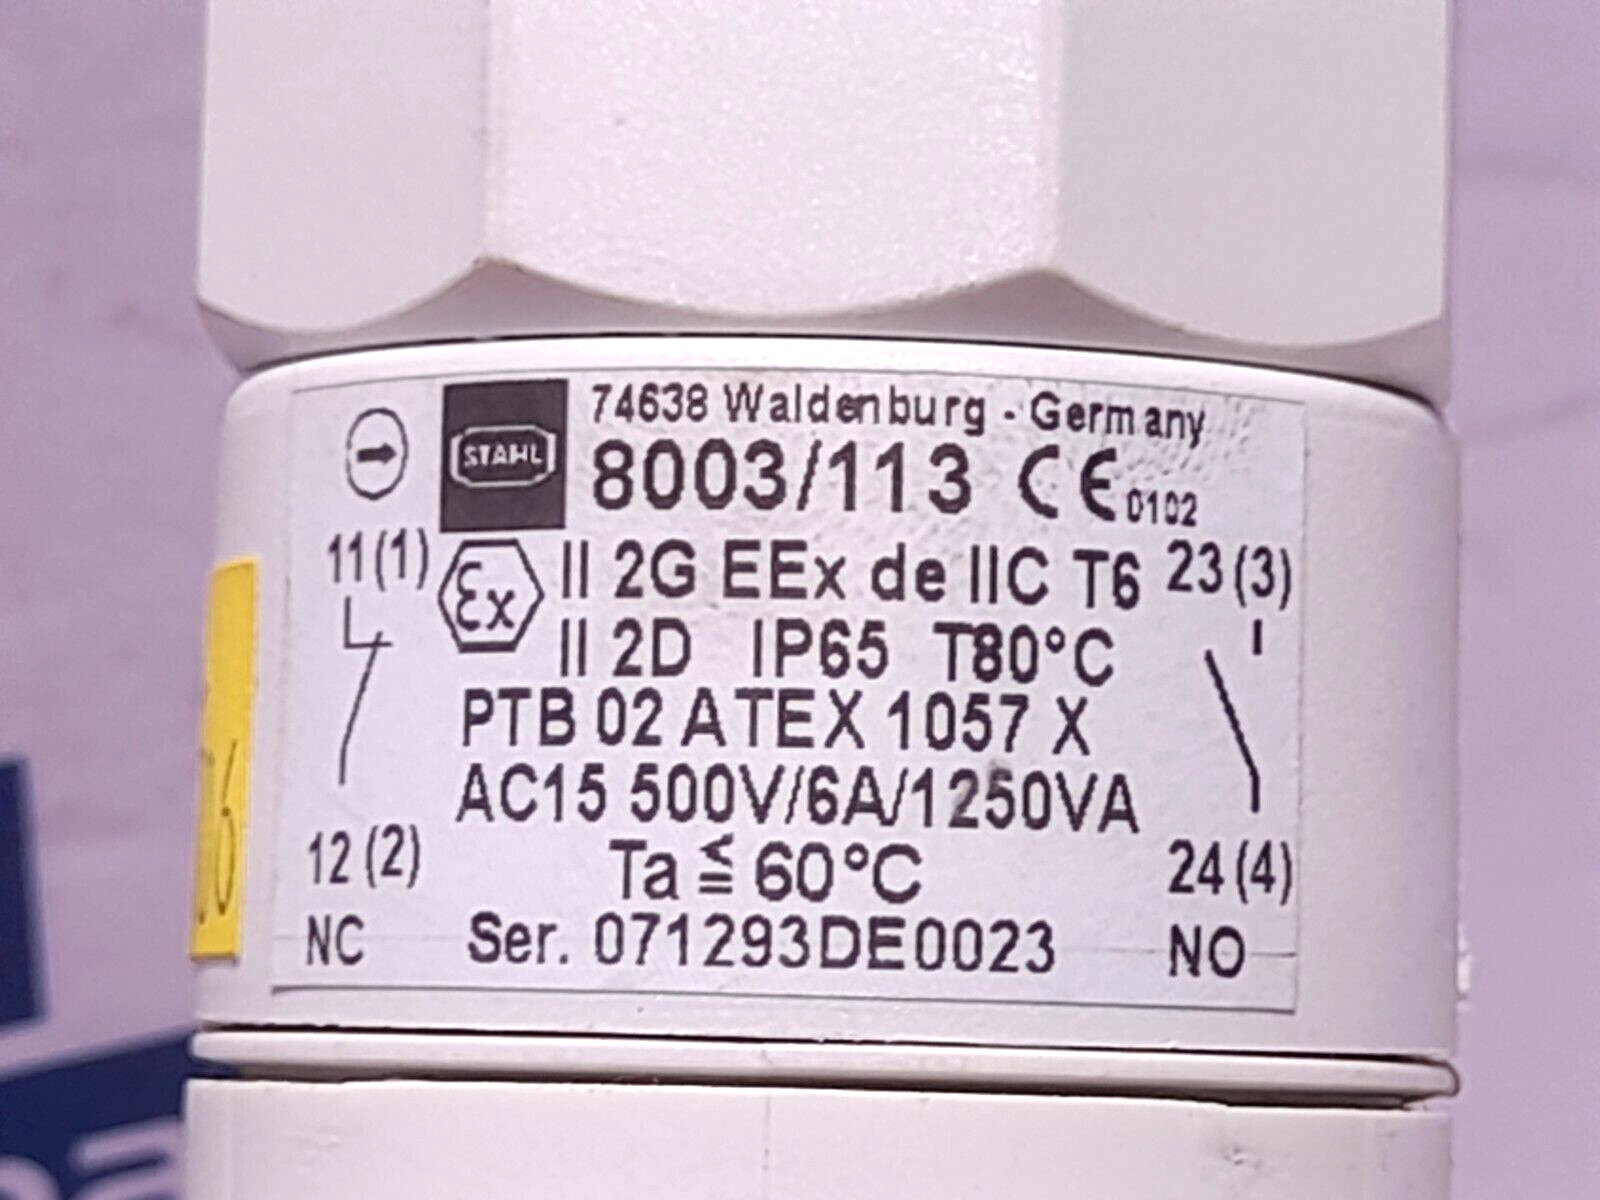 74638 Waldenburg - Germany
STAHL
8003/113 CE 0102
11(1)
Ex II 2G EEx de IIC T6
23(3)
II 2D IP65 T80°C
PTB 02 ATEX 1057 X
AC15 500V/6A/1250VA
12(2)
Ta ≦ 60°C
24(4)
NC
Ser. 071293DE0023
NO